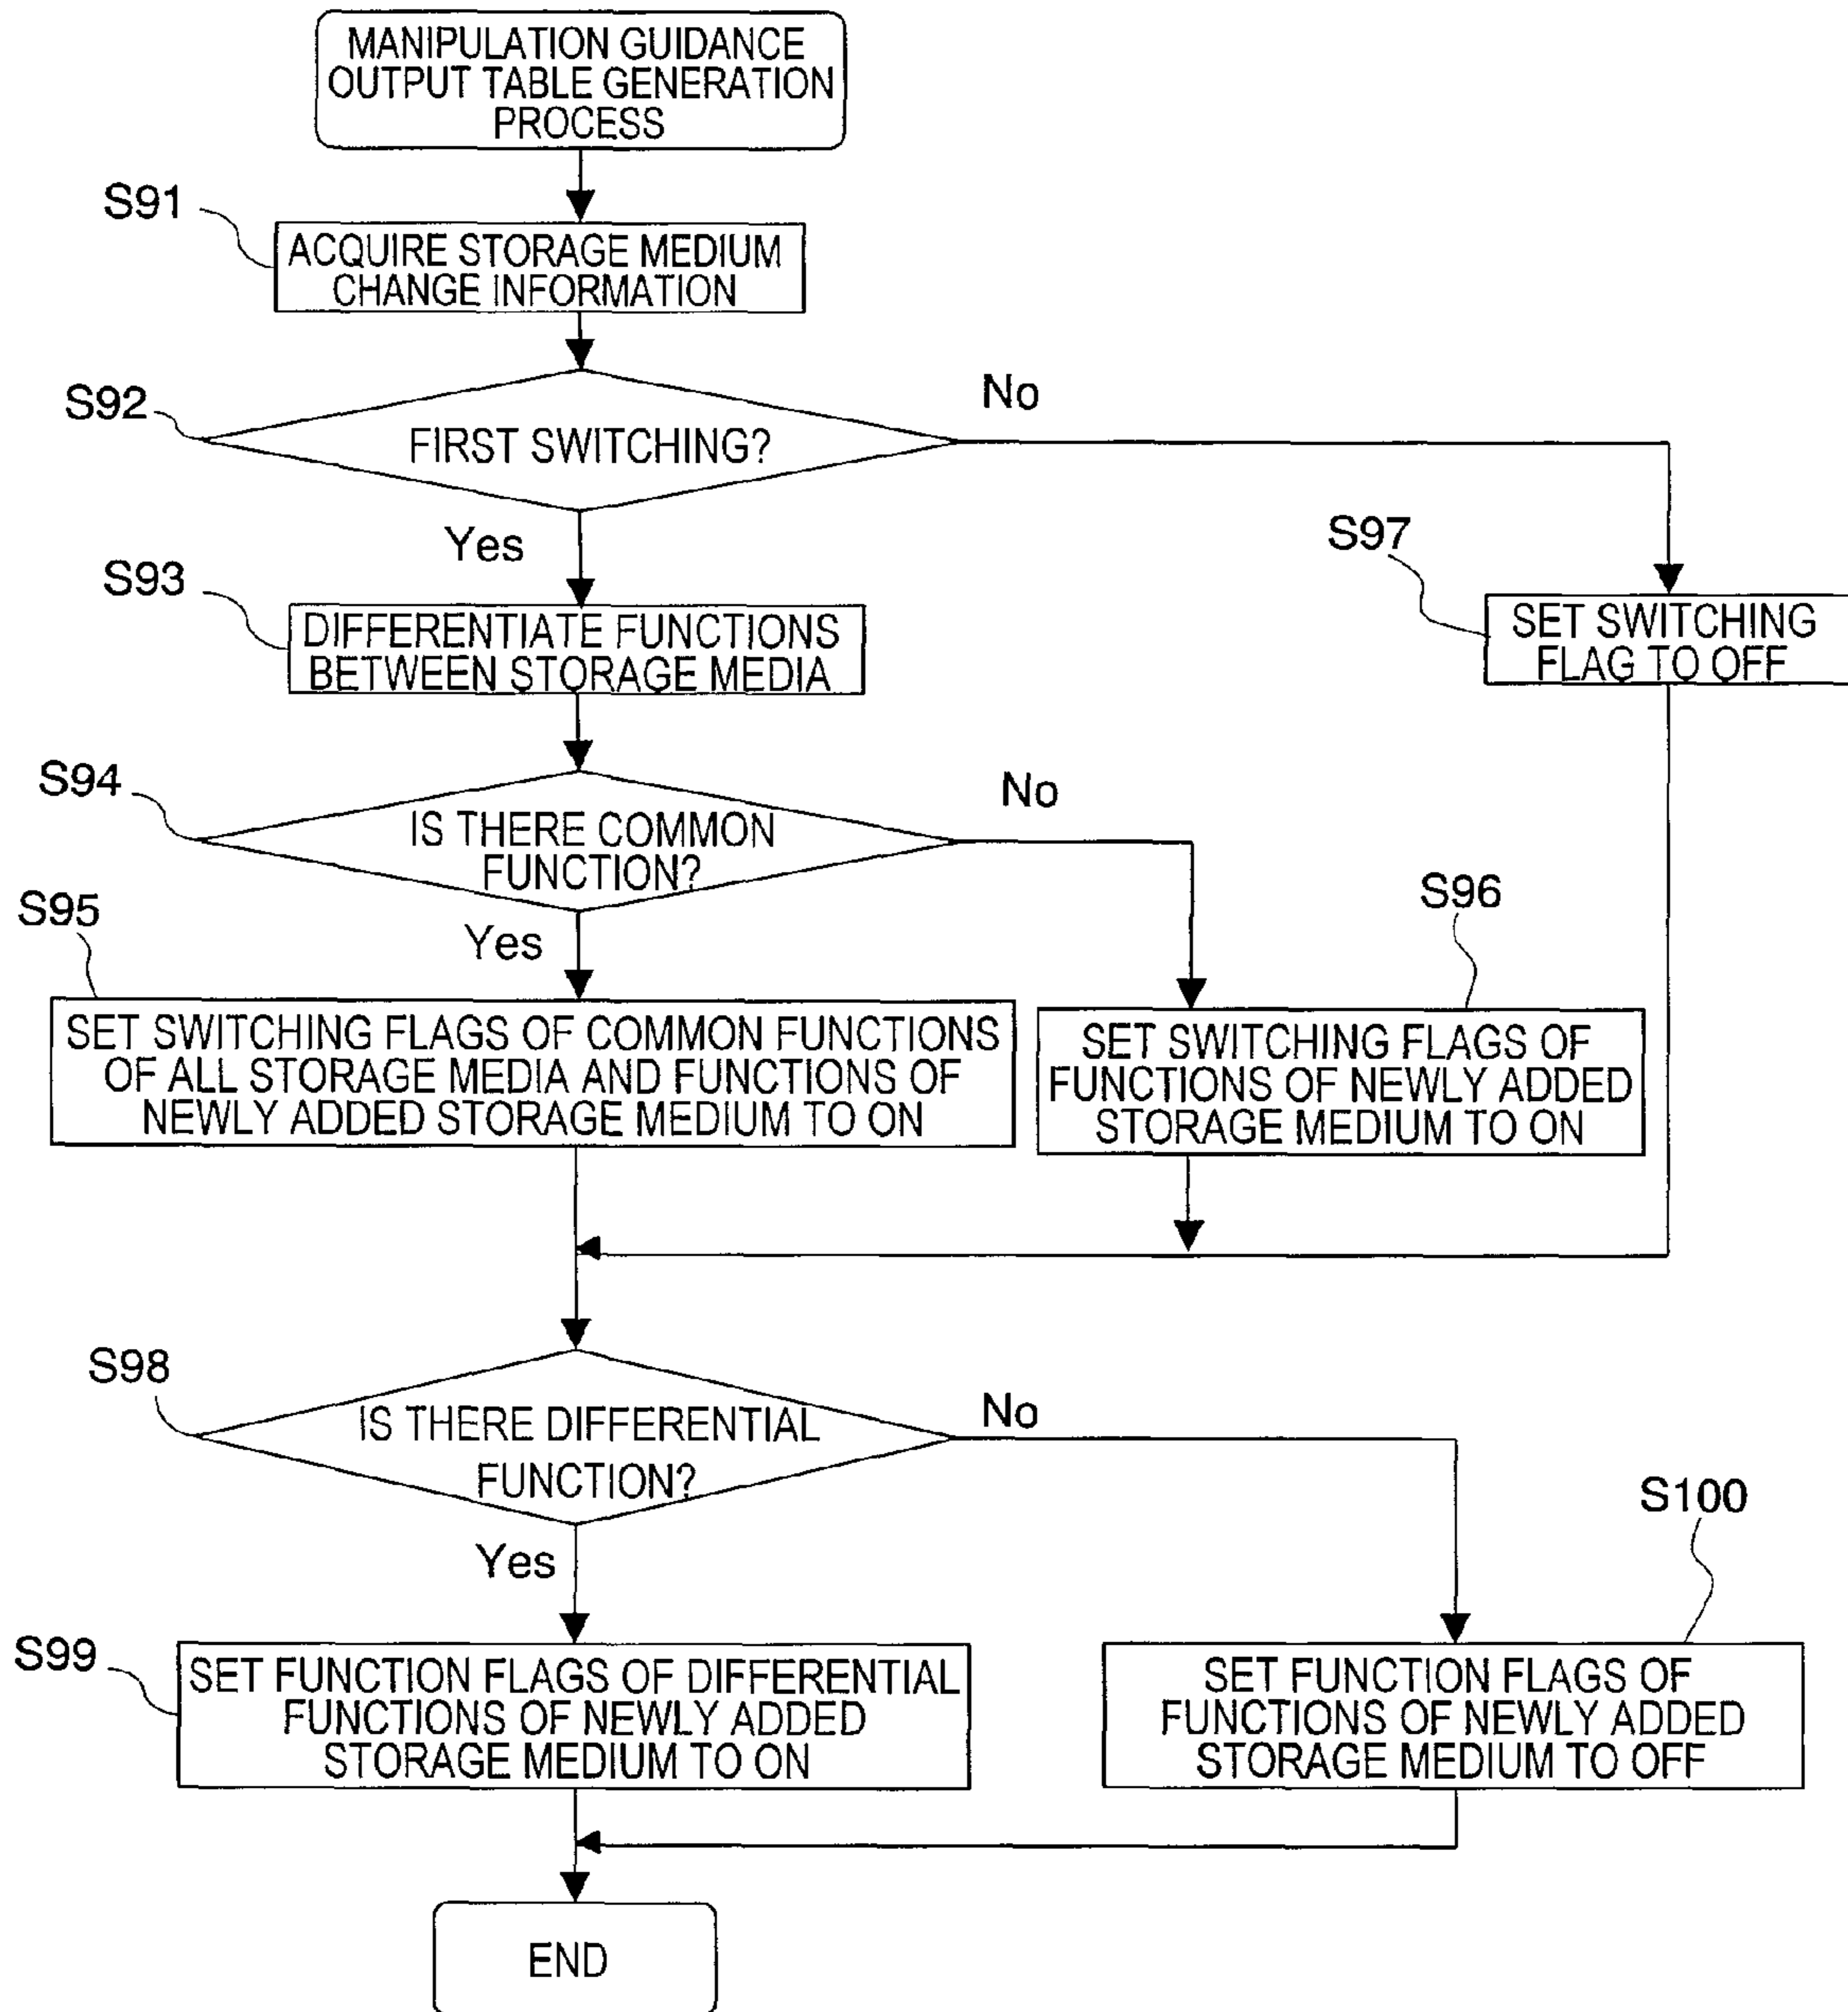 MANIPULATION GUIDANCE
OUTPUT TABLE GENERATION
PROCESS
S91
ACQUIRE STORAGE MEDIUM
CHANGE INFORMATION
S92
FIRST SWITCHING?
No
Yes
S97
SET SWITCHING
FLAG TO OFF
S93
DIFFERENTIATE FUNCTIONS
BETWEEN STORAGE MEDIA
S94
IS THERE COMMON
FUNCTION?
No
Yes
S95
SET SWITCHING FLAGS OF COMMON FUNCTIONS
OF ALL STORAGE MEDIA AND FUNCTIONS OF
NEWLY ADDED STORAGE MEDIUM TO ON
S96
SET SWITCHING FLAGS OF
FUNCTIONS OF NEWLY ADDED
STORAGE MEDIUM TO ON
S98
IS THERE DIFFERENTIAL
FUNCTION?
No
Yes
S99
SET FUNCTION FLAGS OF DIFFERENTIAL
FUNCTIONS OF NEWLY ADDED
STORAGE MEDIUM TO ON
S100
SET FUNCTION FLAGS OF
FUNCTIONS OF NEWLY ADDED
STORAGE MEDIUM TO OFF
END